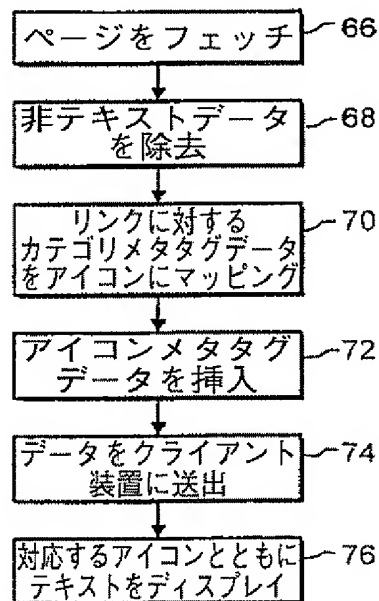 ページをフェッチ 66
非テキストデータ 68
を除去
リンクに対する 70
カテゴリメタタグデータ
をアイコンにマッピング
アイコンメタタグ 72
データを挿入
データをクライアント 74
装置に送出
対応するアイコンとともに 76
テキストをディスプレイ